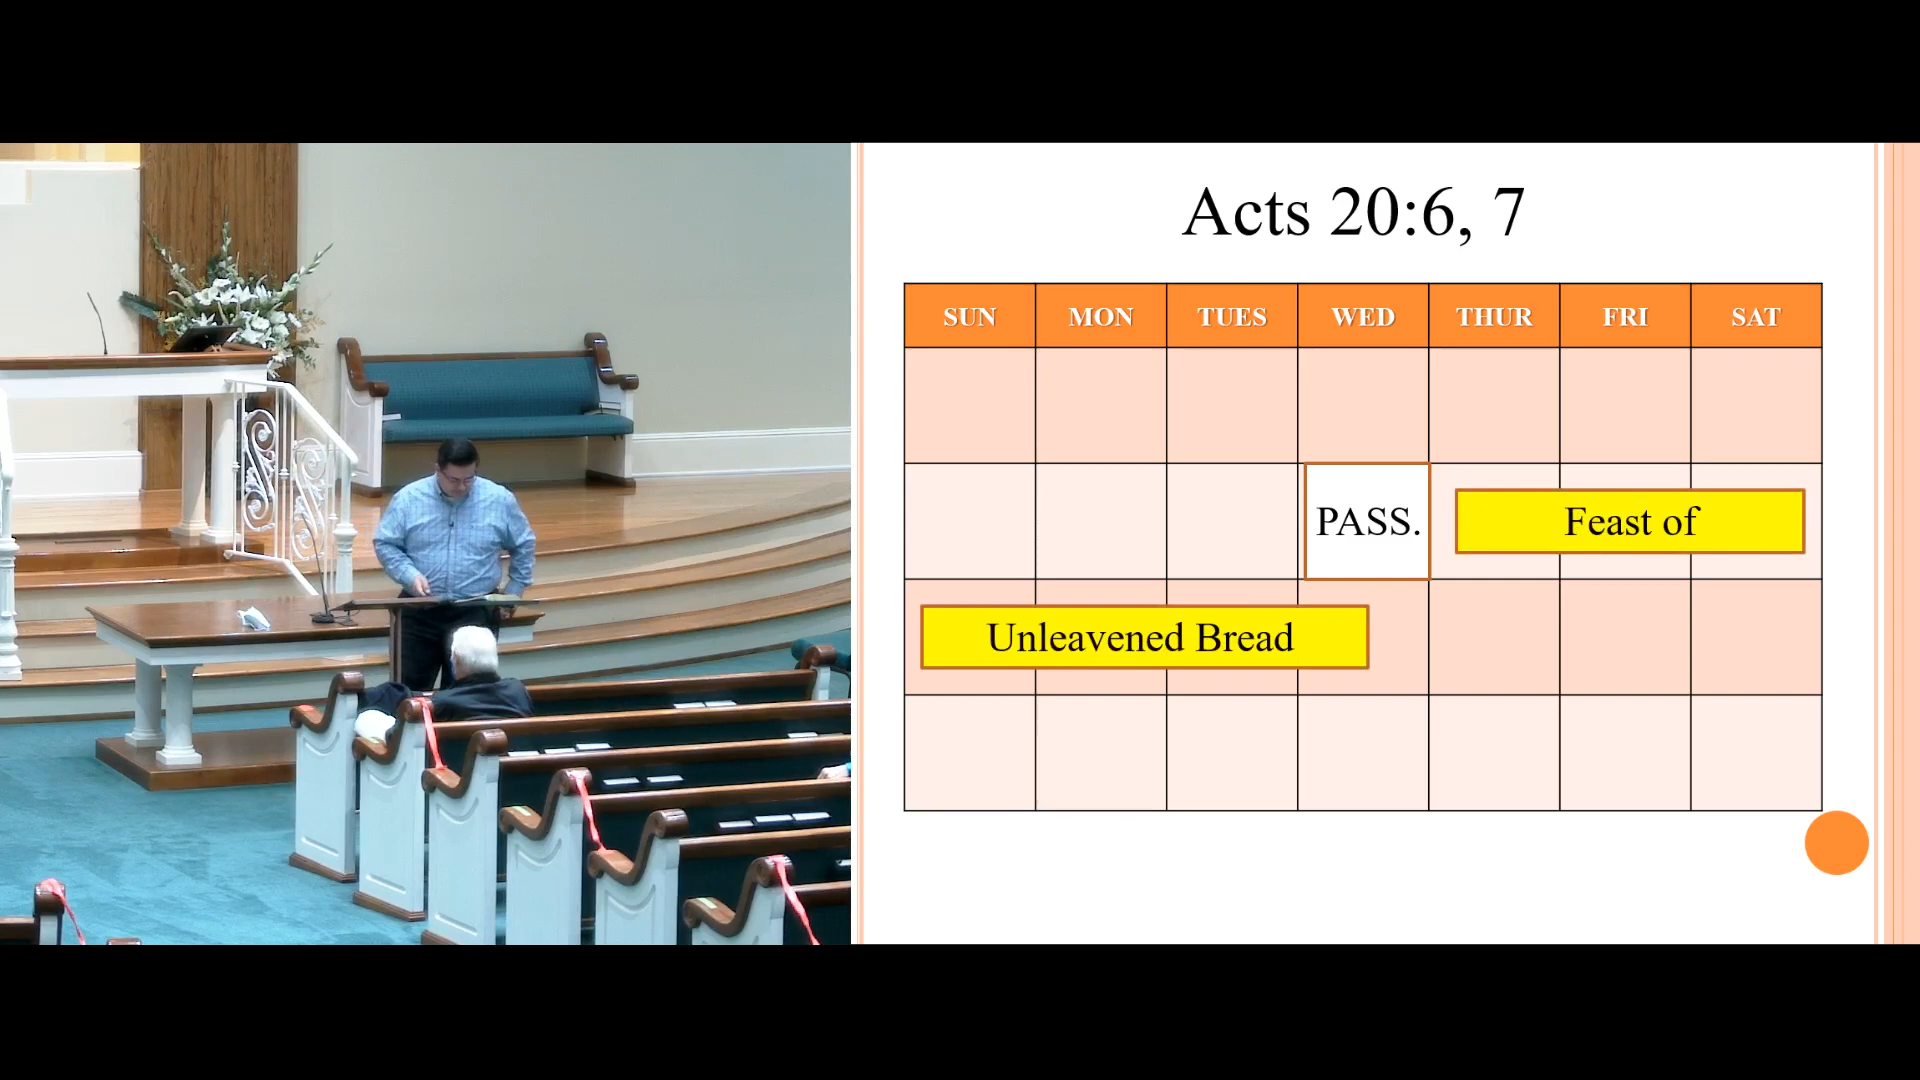 Acts 20:6, 7
SUN MON TUES WED THUR FRI SAT
PASS. Feast of
Unleavened Bread